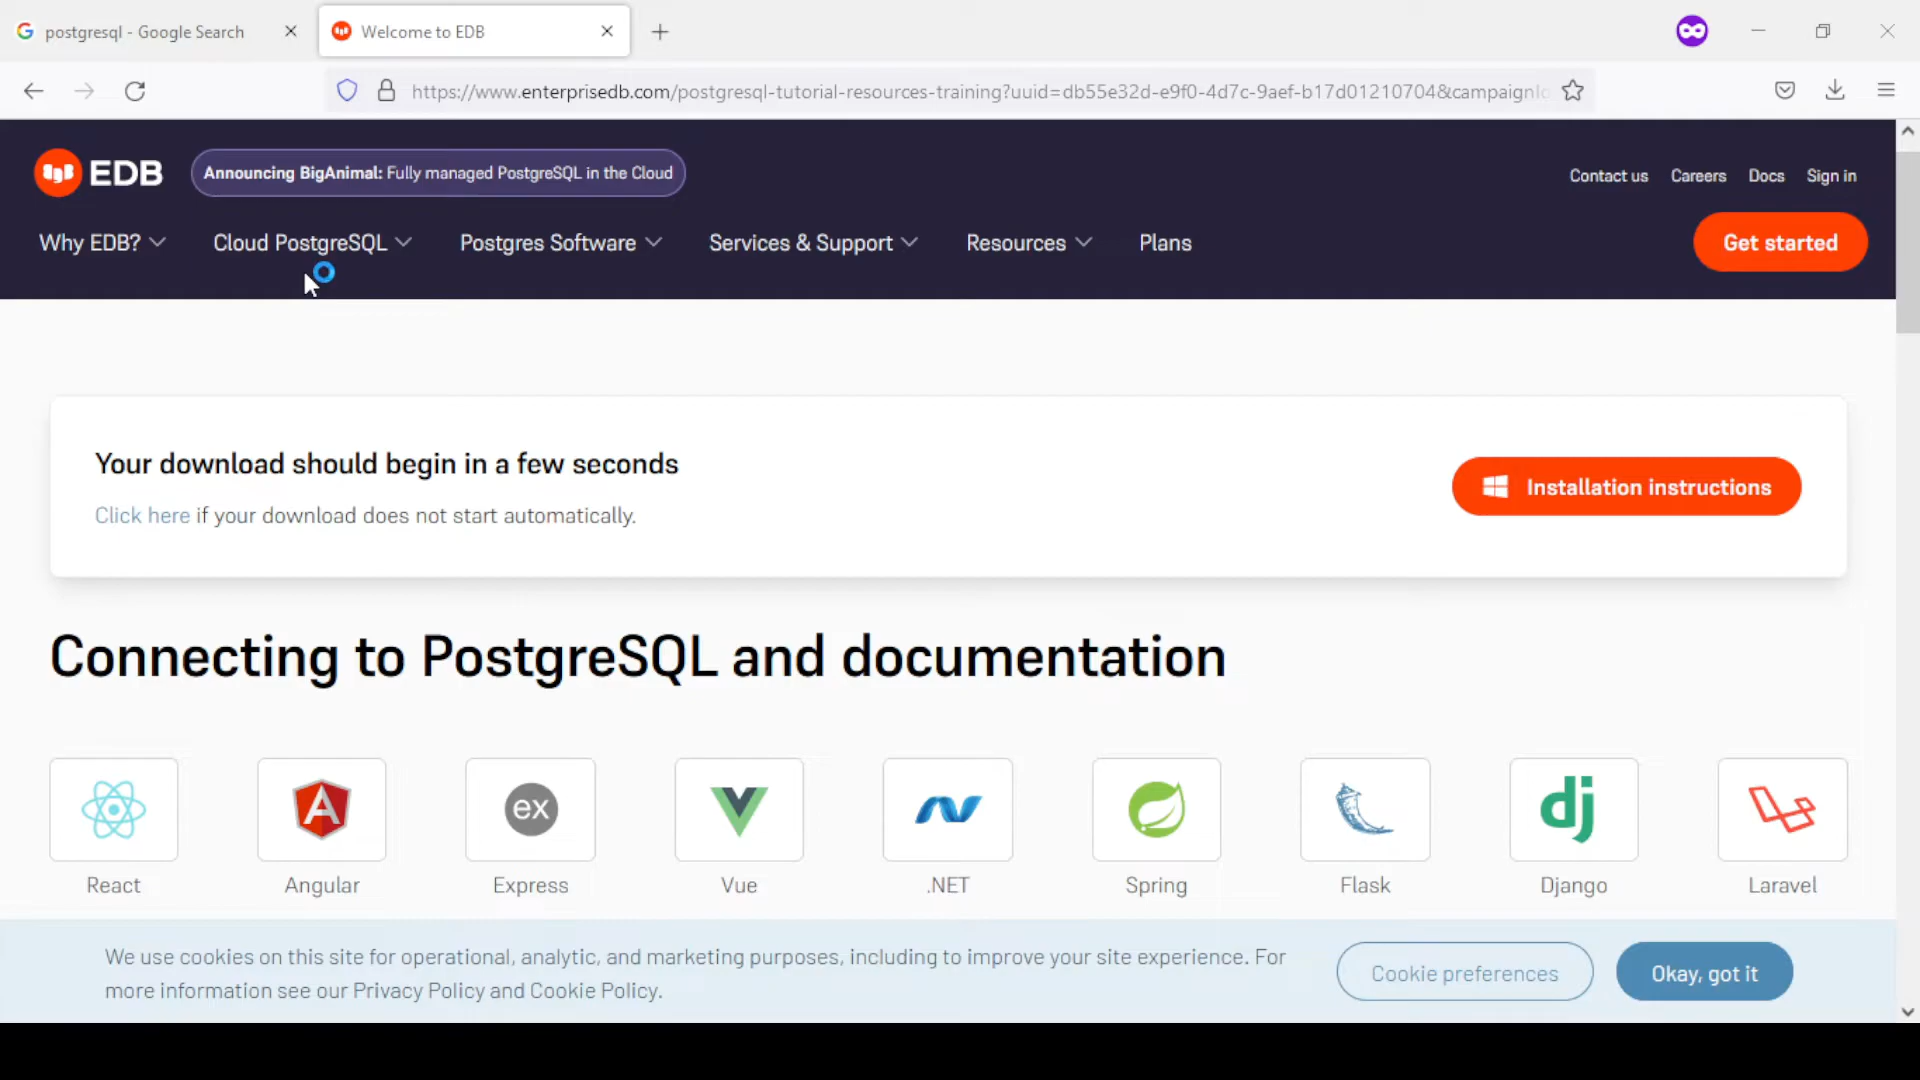 postgresql - Google Search
Welcome to EDB
https://www.enterprisedb.com/postgresql-tutorial-resources-training?uuid=db55e32d-e9f0-4d7c-9aef-b17d01210704&campaignId
EDB
Announcing BigAnimal: Fully managed PostgreSQL in the Cloud
Contact us Careers Docs Sign in
Why EDB? Cloud PostgreSQL Postgres Software Services & Support Resources Plans Get started
Your download should begin in a few seconds
Click here if your download does not start automatically.
Installation instructions
Connecting to PostgreSQL and documentation
ex
dj
React Angular Express Vue .NET Spring Flask Django Laravel
We use cookies on this site for operational, analytic, and marketing purposes, including to improve your site experience. For
more information see our Privacy Policy and Cookie Policy.
Cookie preferences
Okay, got it